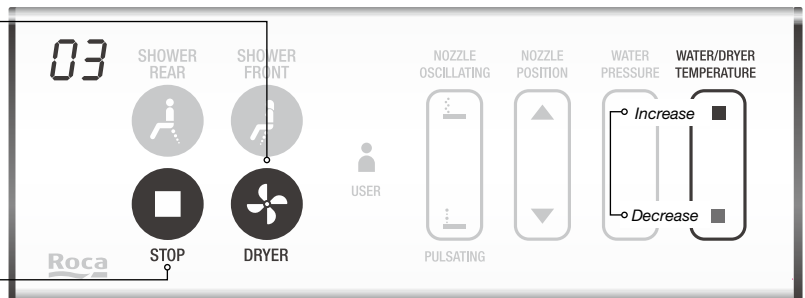 03
SHOWER
REAR
SHOWER
FRONT
NOZZLE
OSCILLATING
NOZZLE
POSITION
WATER
PRESSURE
WATER/DRYER
TEMPERATURE
Increase
USER
Decrease
STOP
DRYER
PULSATING
Roca